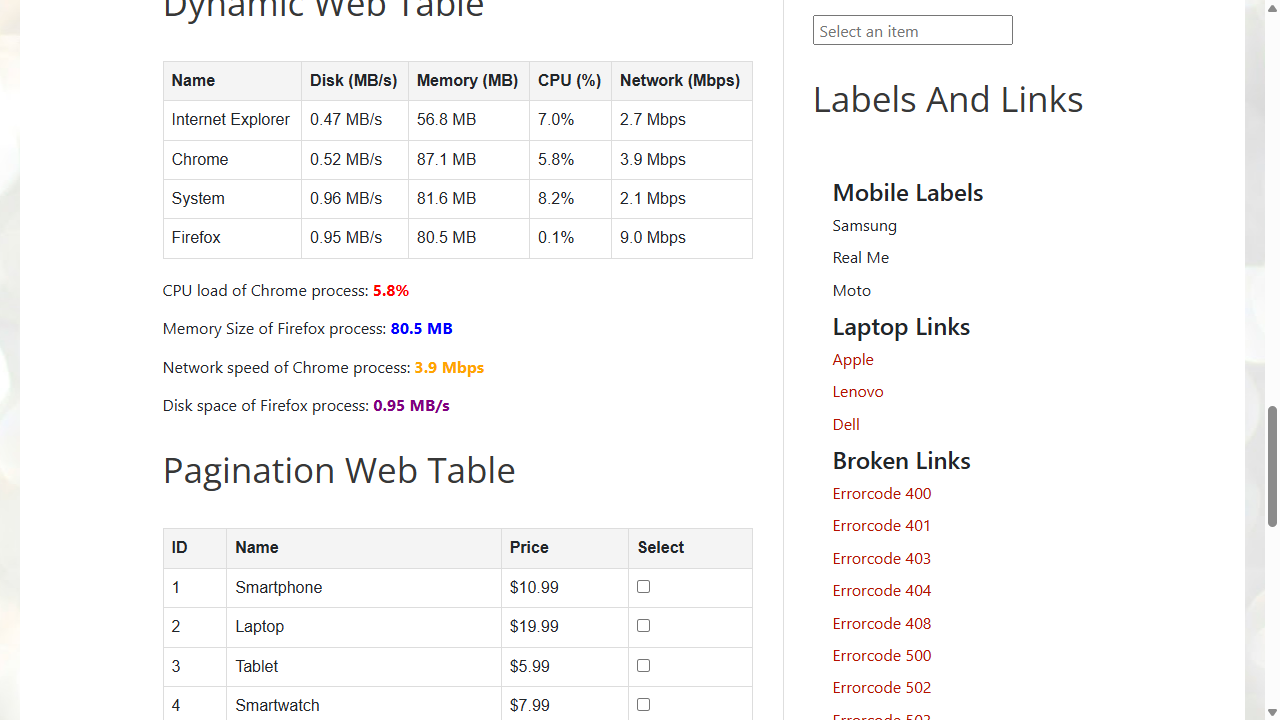 Dynamic Web Table
Name Disk (MB/s) Memory (MB) CPU (%) Network (Mbps)
Internet Explorer 0.47 MB/s 56.8 MB 7.0% 2.7 Mbps
Chrome 0.52 MB/s 87.1 MB 5.8% 3.9 Mbps
System 0.96 MB/s 81.6 MB 8.2% 2.1 Mbps
Firefox 0.95 MB/s 80.5 MB 0.1% 9.0 Mbps
CPU load of Chrome process: 5.8%
Memory Size of Firefox process: 80.5 MB
Network speed of Chrome process: 3.9 Mbps
Disk space of Firefox process: 0.95 MB/s
Pagination Web Table
ID Name Price Select
1 Smartphone $10.99
2 Laptop $19.99
3 Tablet $5.99
4 Smartwatch $7.99
Select an item
Labels And Links
Mobile Labels
Samsung
Real Me
Moto
Laptop Links
Apple
Lenovo
Dell
Broken Links
Errorcode 400
Errorcode 401
Errorcode 403
Errorcode 404
Errorcode 408
Errorcode 500
Errorcode 502
Errorcode 503